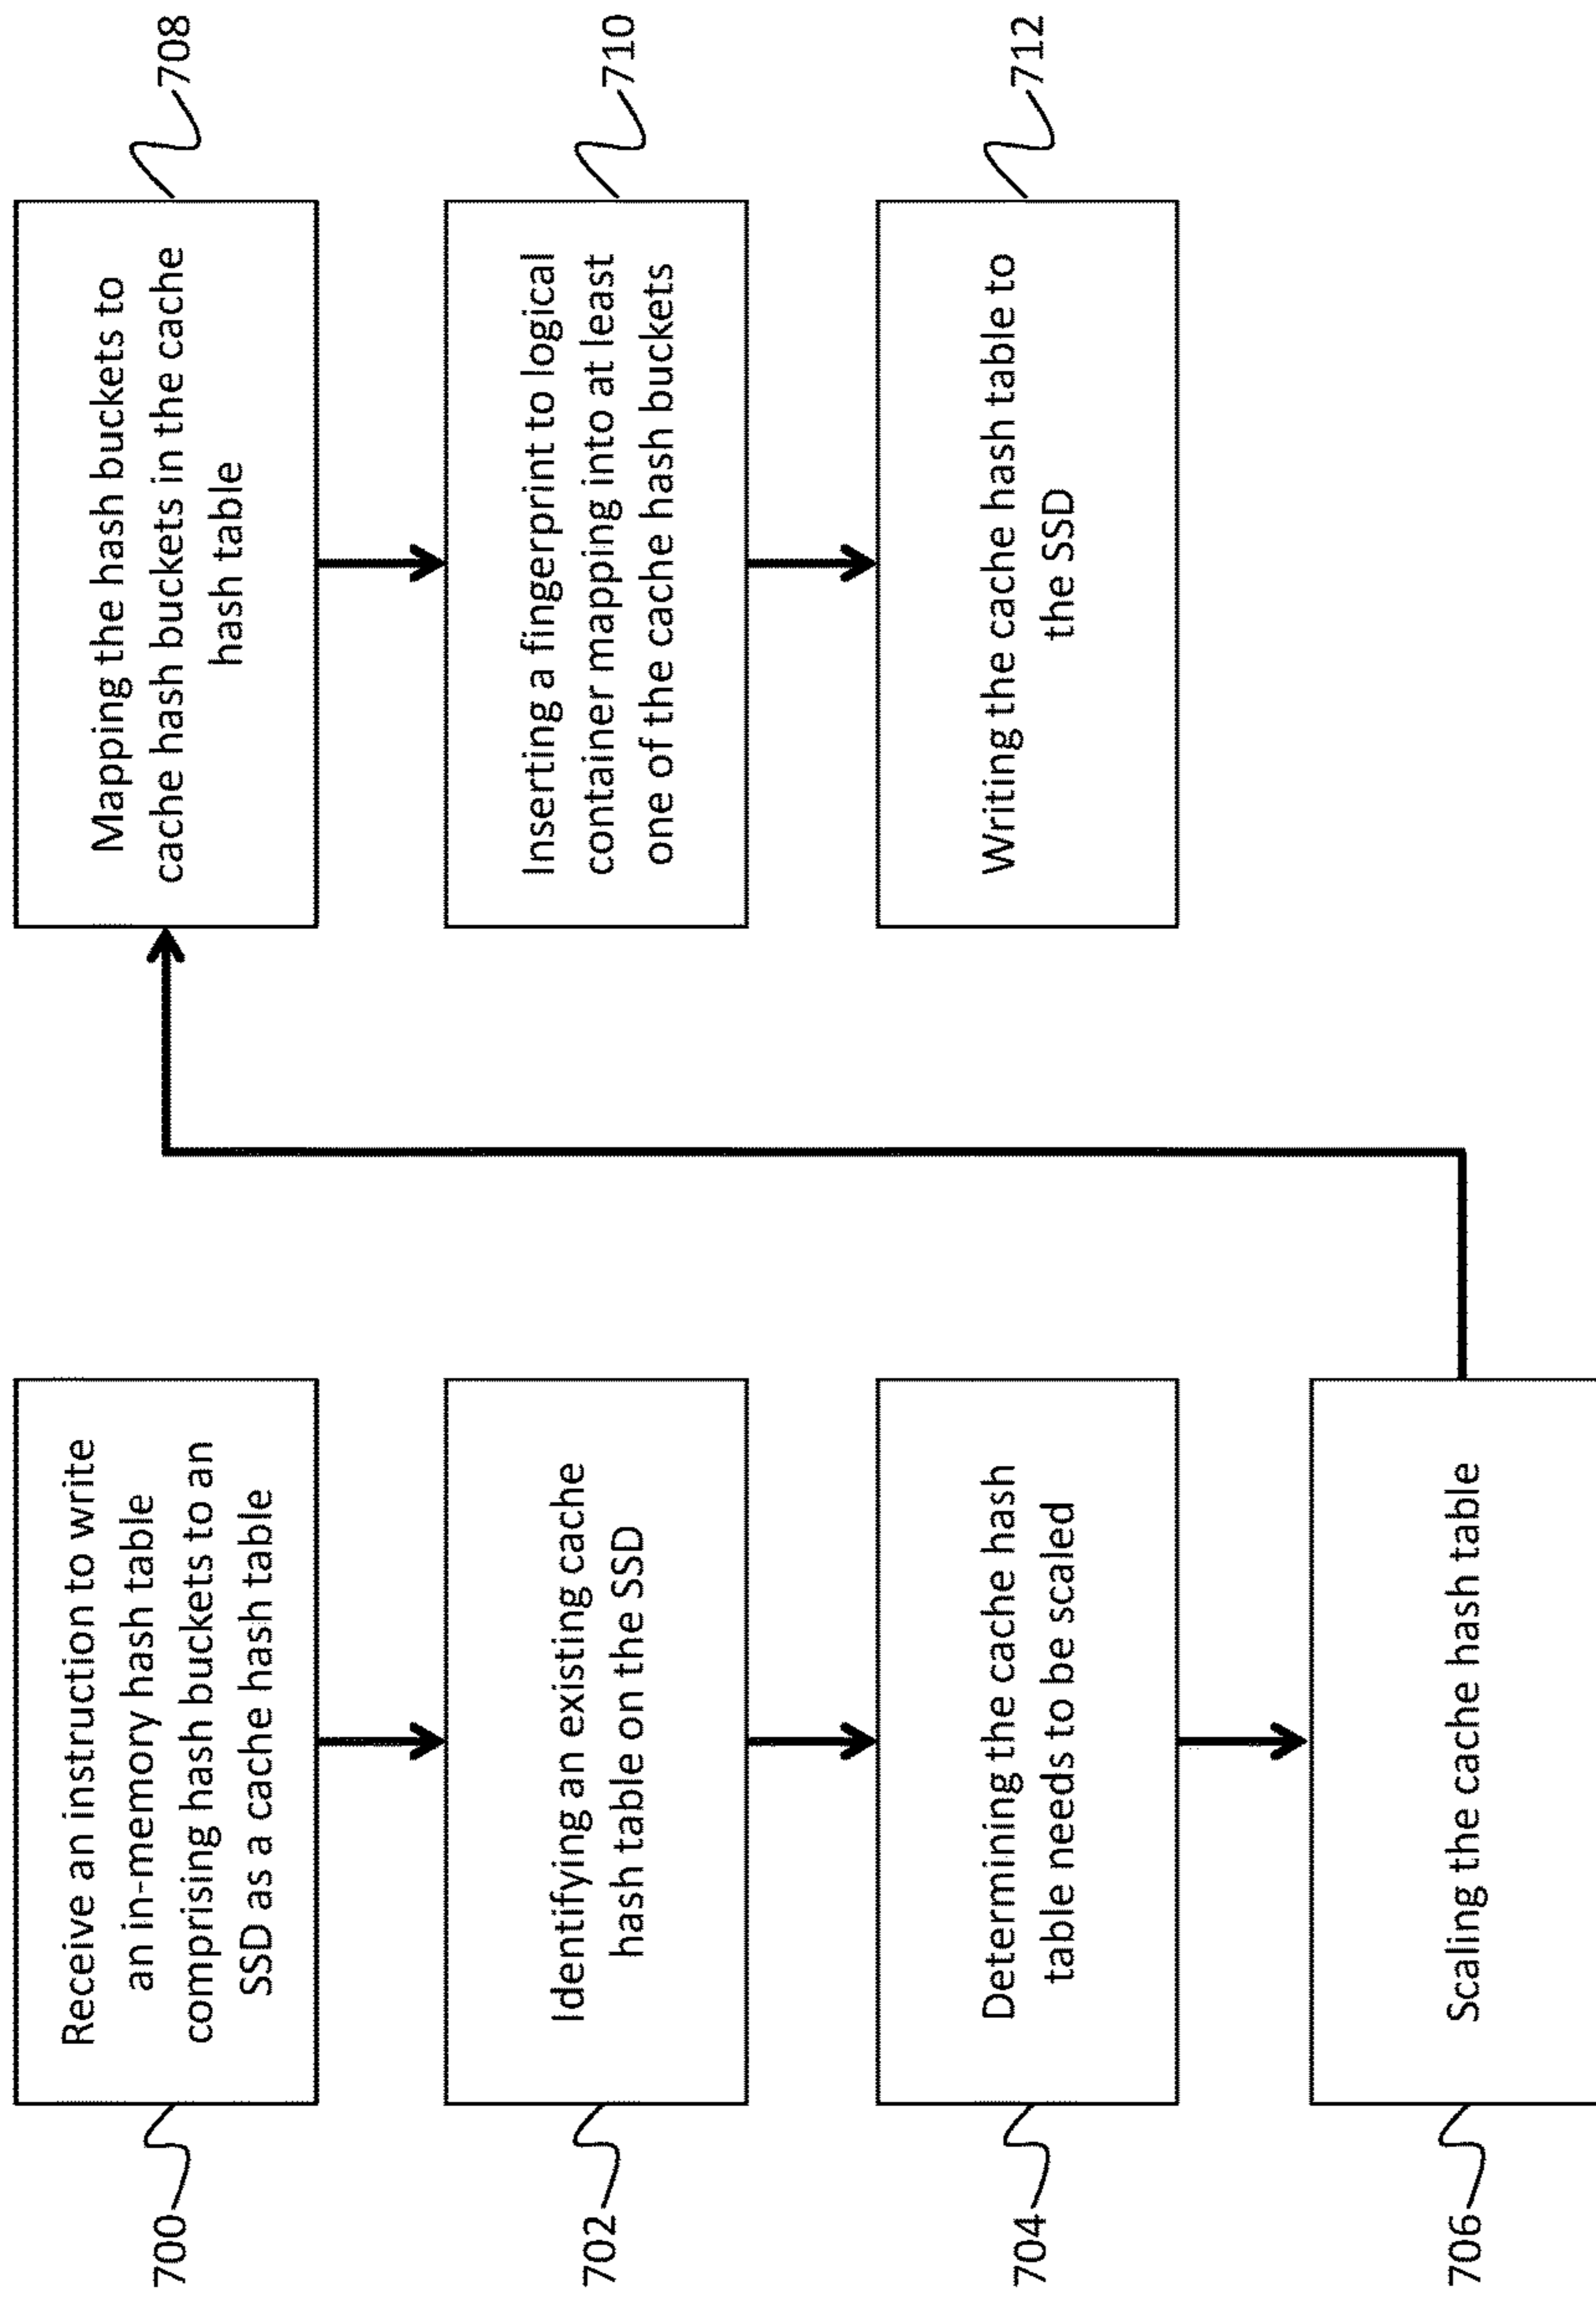 700
Receive an instruction to write
an in-memory hash table
comprising hash buckets to an
SSD as a cache hash table
702
Identifying an existing cache
hash table on the SSD
704
Determining the cache hash
table needs to be scaled
706
Scaling the cache hash table
708
Mapping the hash buckets to
cache hash buckets in the cache
hash table
710
Inserting a fingerprint to logical
container mapping into at least
one of the cache hash buckets
712
Writing the cache hash table to
the SSD